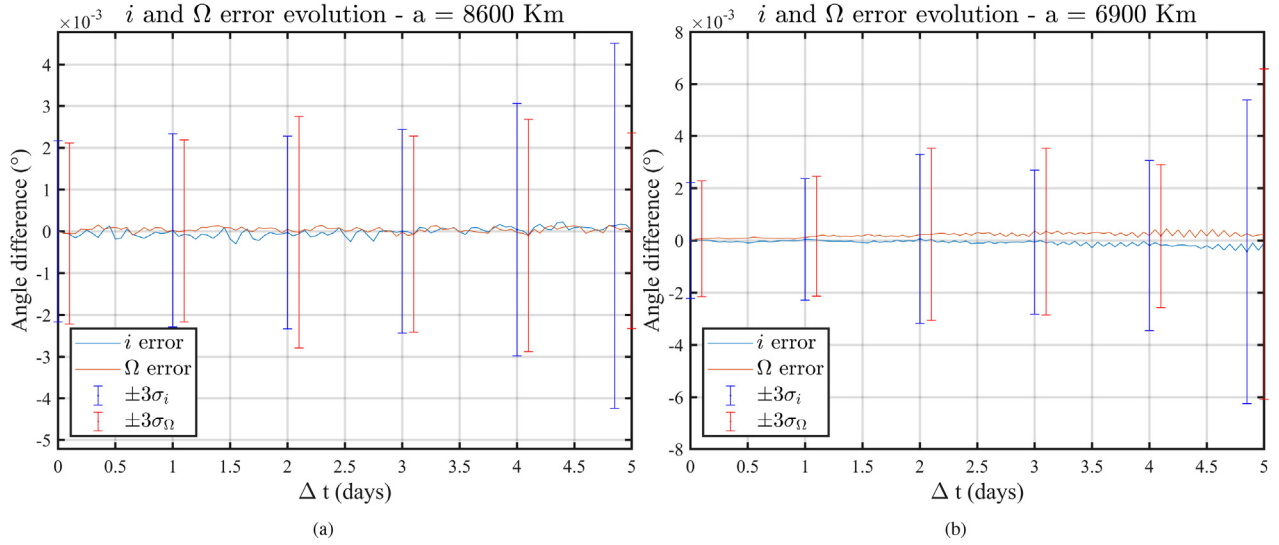 i and Ω error evolution - a = 8600 Km
×10⁻³
4
3
2
1
0
-1
-2
-3
-4
-5
Angle difference (°)
i error
Ω error
±3σᵢ
±3σ_Ω
0 0.5 1 1.5 2 2.5 3 3.5 4 4.5 5
Δ t (days)
(a)
i and Ω error evolution - a = 6900 Km
×10⁻³
8
6
4
2
0
-2
-4
-6
-8
Angle difference (°)
i error
Ω error
±3σᵢ
±3σ_Ω
0 0.5 1 1.5 2 2.5 3 3.5 4 4.5 5
Δ t (days)
(b)